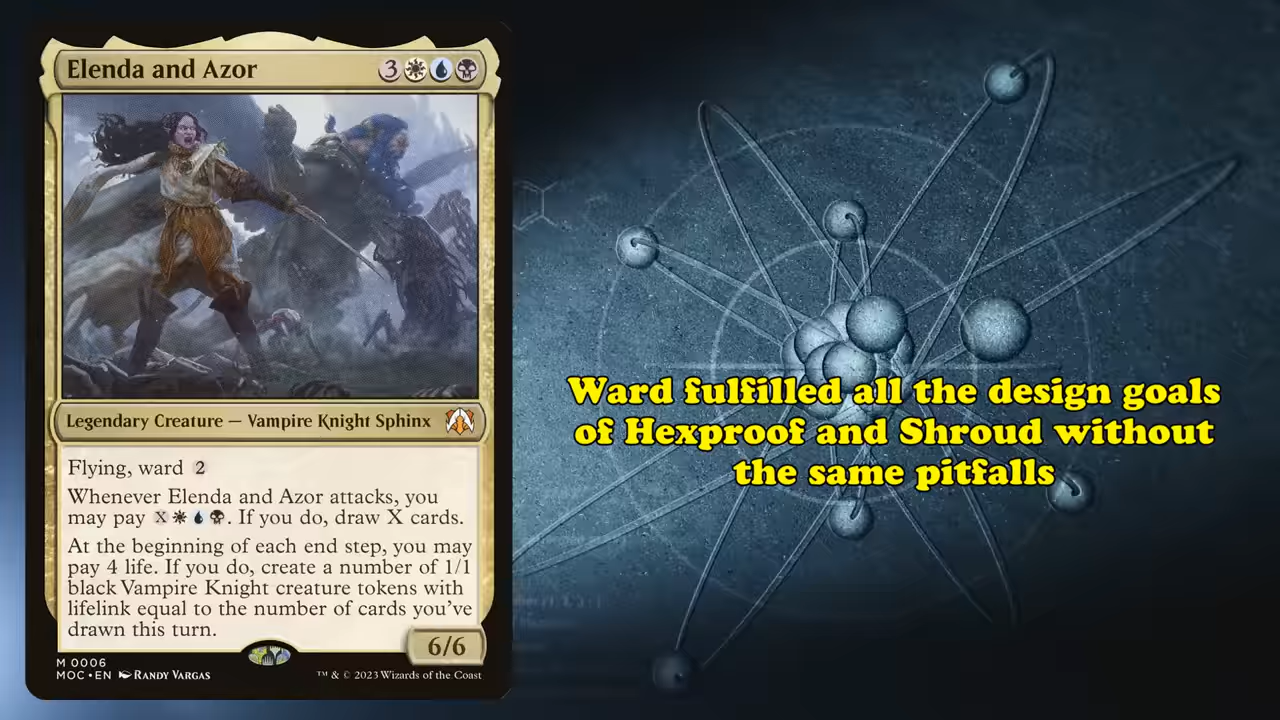 Elenda and Azor 3
Legendary Creature — Vampire Knight Sphinx
Flying, ward 2
Whenever Elenda and Azor attacks, you
may pay X. If you do, draw X cards.
At the beginning of each end step, you may
pay 4 life. If you do, create a number of 1/1
black Vampire Knight creature tokens with
lifelink equal to the number of cards you've
drawn this turn.
6/6
M 0006
MOC • EN RANDY VARGAS
™ & © 2023 Wizards of the Coast
Ward fulfilled all the design goals
of Hexproof and Shroud without
the same pitfalls